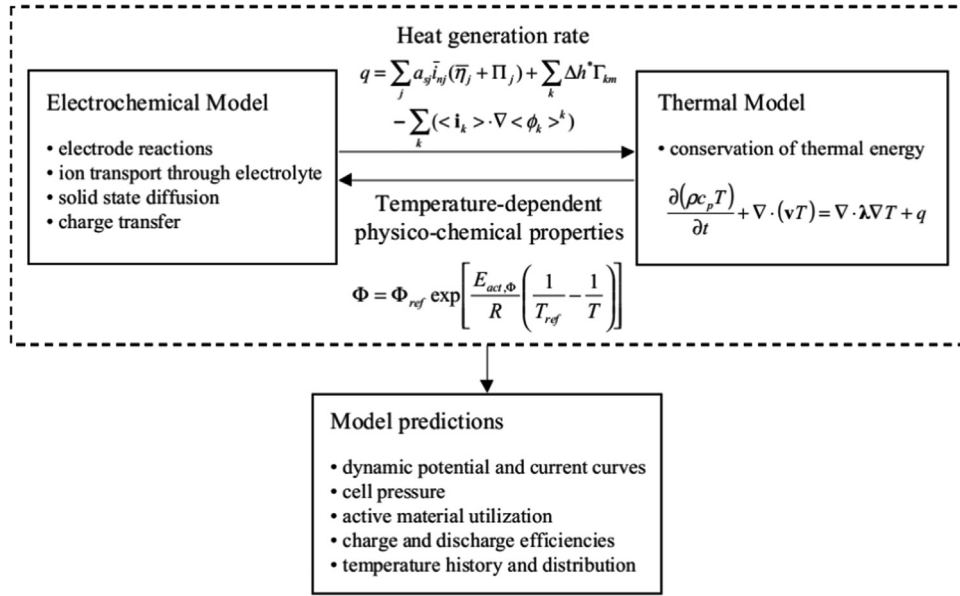 Heat generation rate
q = ∑_j a_sj ī_nj (η̄_j + Π_j) + ∑_k Δh° Γ_km
− ∑_k (< i_k > · ∇ < ϕ_k >^k)
Electrochemical Model
• electrode reactions
• ion transport through electrolyte
• solid state diffusion
• charge transfer
Thermal Model
• conservation of thermal energy
∂(ρc_pT)/∂t + ∇ · (vT) = ∇ · λ∇T + q
Temperature-dependent
physico-chemical properties
Φ = Φ_ref exp[E_act,Φ/R (1/T_ref − 1/T)]
Model predictions
• dynamic potential and current curves
• cell pressure
• active material utilization
• charge and discharge efficiencies
• temperature history and distribution